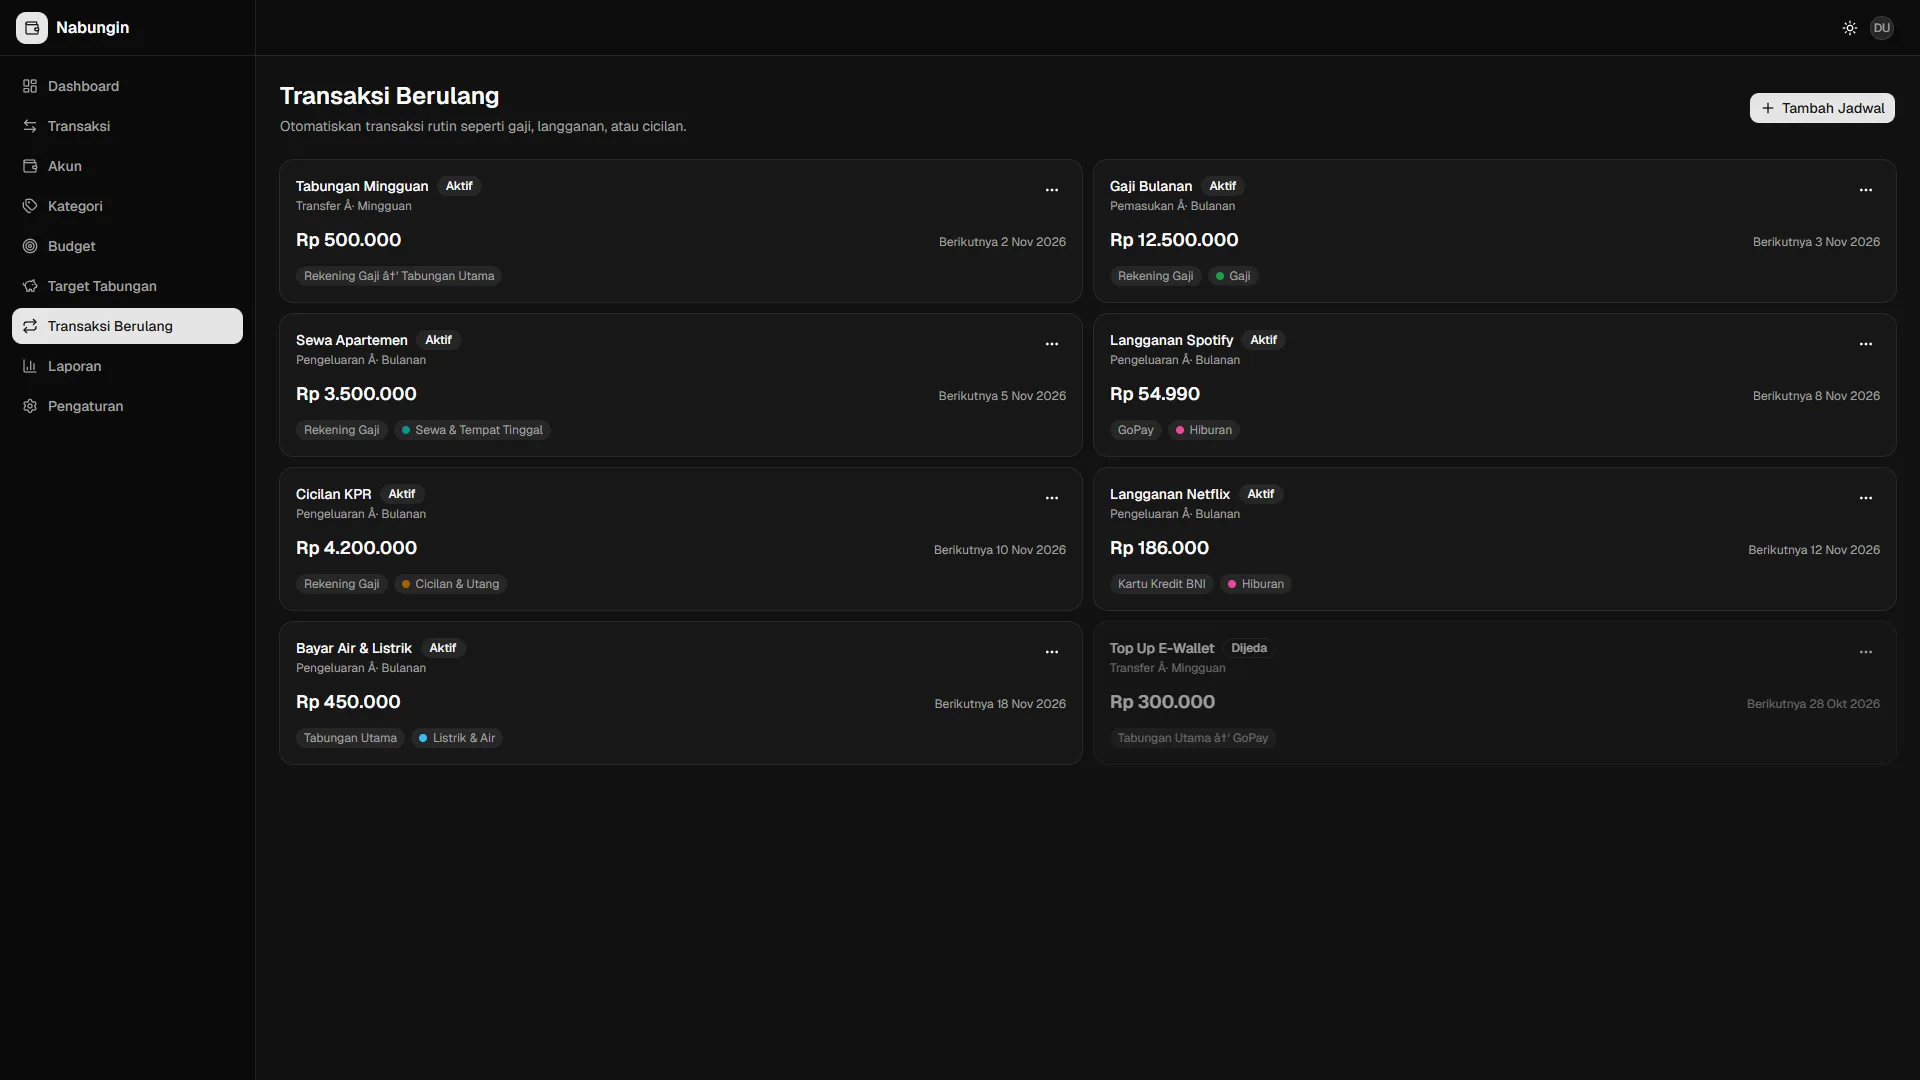 Nabungin
DU
Dashboard
Transaksi
Akun
Kategori
Budget
Target Tabungan
Transaksi Berulang
Laporan
Pengaturan
Transaksi Berulang
Otomatiskan transaksi rutin seperti gaji, langganan, atau cicilan.
+ Tambah Jadwal
Tabungan Mingguan Aktif
Transfer Â· Mingguan
Rp 500.000 Berikutnya 2 Nov 2026
Rekening Gaji â†’ Tabungan Utama
Gaji Bulanan Aktif
Pemasukan Â· Bulanan
Rp 12.500.000 Berikutnya 3 Nov 2026
Rekening Gaji Gaji
Sewa Apartemen Aktif
Pengeluaran Â· Bulanan
Rp 3.500.000 Berikutnya 5 Nov 2026
Rekening Gaji Sewa & Tempat Tinggal
Langganan Spotify Aktif
Pengeluaran Â· Bulanan
Rp 54.990 Berikutnya 8 Nov 2026
GoPay Hiburan
Cicilan KPR Aktif
Pengeluaran Â· Bulanan
Rp 4.200.000 Berikutnya 10 Nov 2026
Rekening Gaji Cicilan & Utang
Langganan Netflix Aktif
Pengeluaran Â· Bulanan
Rp 186.000 Berikutnya 12 Nov 2026
Kartu Kredit BNI Hiburan
Bayar Air & Listrik Aktif
Pengeluaran Â· Bulanan
Rp 450.000 Berikutnya 18 Nov 2026
Tabungan Utama Listrik & Air
Top Up E-Wallet Dijeda
Transfer Â· Mingguan
Rp 300.000 Berikutnya 28 Okt 2026
Tabungan Utama â†’ GoPay